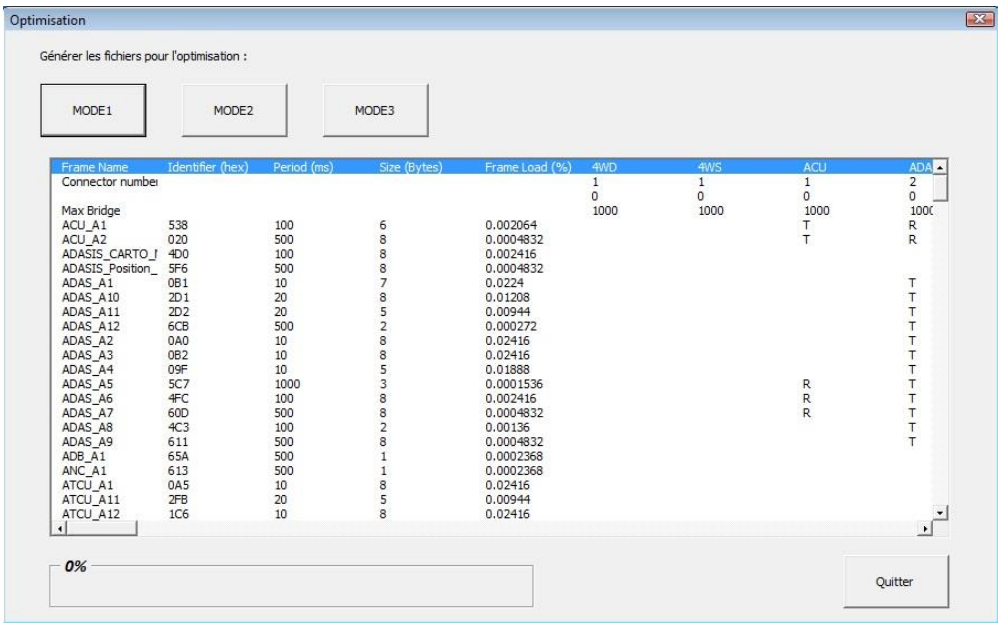 Optimisation
Générer les fichiers pour l'optimisation :
MODE1 MODE2 MODE3
Frame Name Identifier (hex) Period (ms) Size (Bytes) Frame Load (%) 4WD 4WS ACU ADA
Connector number 1 1 1 2
0 0 0 0
Max Bridge 1000 1000 1000 1000
ACU_A1 538 100 6 0.002064 T R
ACU_A2 020 500 8 0.0004832 T R
ADASIS_CARTO_ 4D0 100 8 0.002416
ADASIS_Position_ 5F6 500 8 0.0004832
ADAS_A1 0B1 10 7 0.0224 T
ADAS_A10 2D1 20 8 0.01208 T
ADAS_A11 2D2 20 5 0.00944 T
ADAS_A12 6CB 500 2 0.000272 T
ADAS_A2 0A0 10 8 0.02416 T
ADAS_A3 0B2 10 8 0.02416 T
ADAS_A4 09F 10 5 0.01888 T
ADAS_A5 5C7 1000 3 0.0001536 R T
ADAS_A6 4FC 100 8 0.002416 R T
ADAS_A7 60D 500 8 0.0004832 R T
ADAS_A8 4C3 100 2 0.00136 T
ADAS_A9 611 500 8 0.0004832 T
ADB_A1 65A 500 1 0.0002368
ANC_A1 613 500 1 0.0002368
ATCU_A1 0A5 10 8 0.02416
ATCU_A11 2FB 20 5 0.00944
ATCU_A12 1C6 10 8 0.02416
0%
Quitter